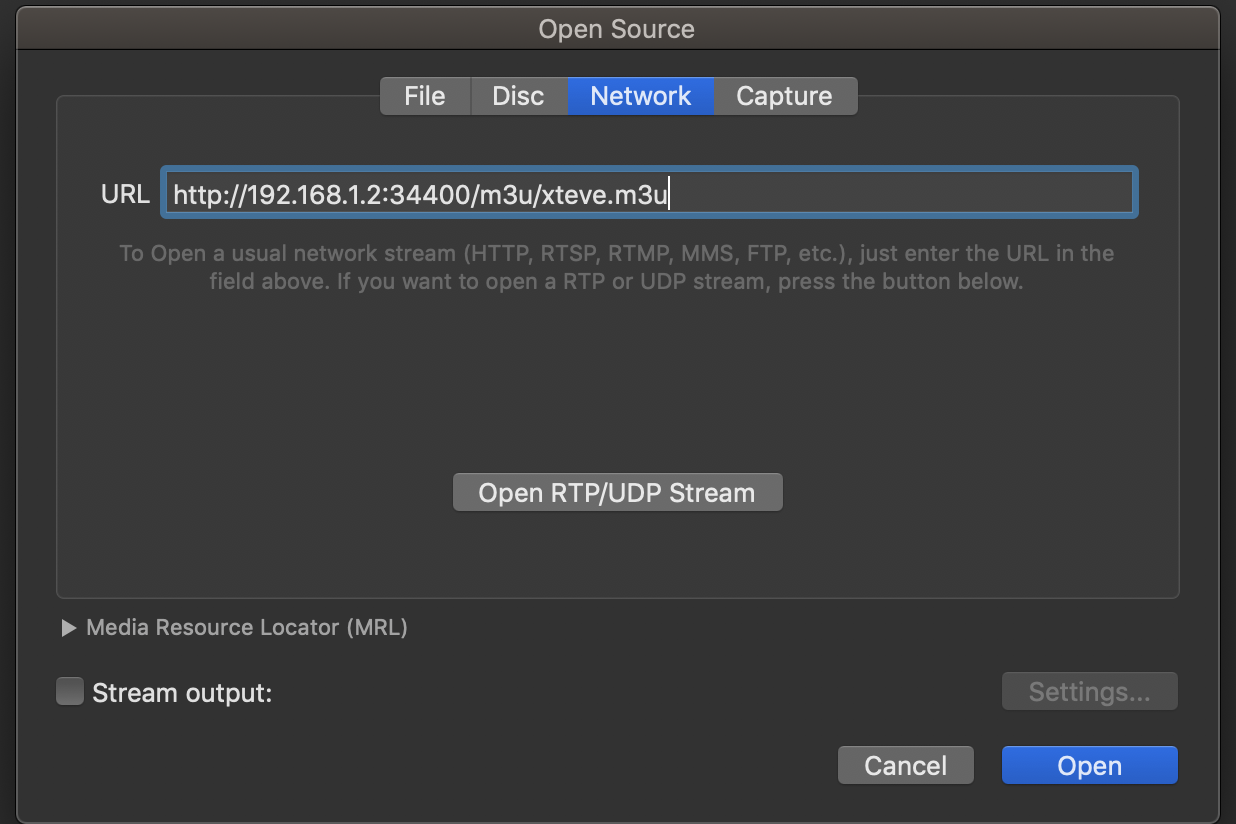 Open Source
File Disc Network Capture
URL http://192.168.1.2:34400/m3u/xteve.m3u
To Open a usual network stream (HTTP, RTSP, RTMP, MMS, FTP, etc.), just enter the URL in the
field above. If you want to open a RTP or UDP stream, press the button below.
Open RTP/UDP Stream
Media Resource Locator (MRL)
Stream output: Settings...
Cancel Open